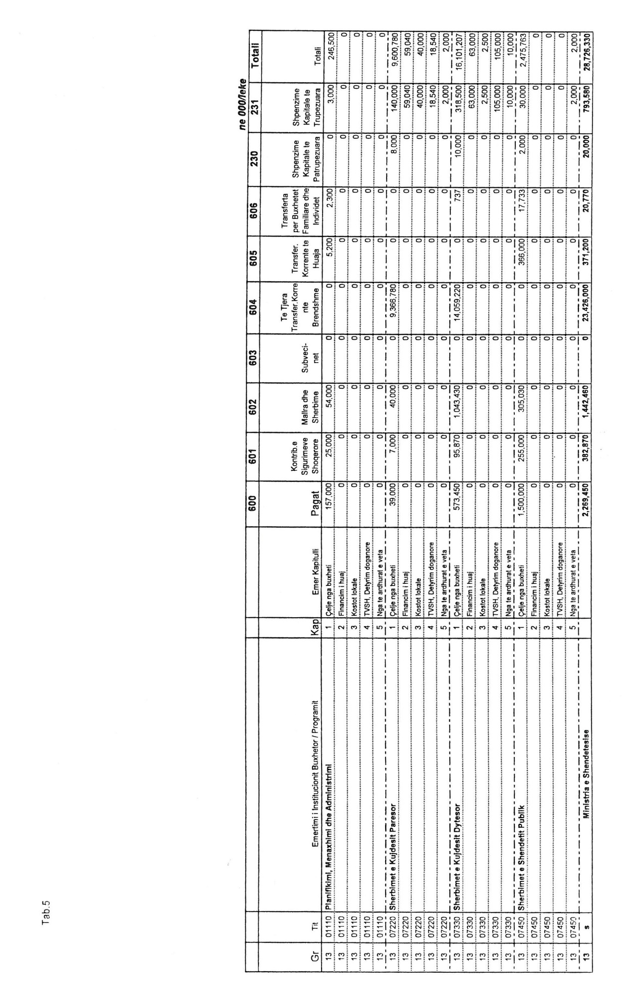 Tab.5
ne 000/leke
600 601 602 603 604 605 606 230 231 Totali
Gr Tit Emertimi i Institucionit Buxhetor / Programit Kap Emer Kapitulli Pagat Kontrib.e Sigurimeve Shoqerore Mallra dhe Sherbime Subveci-net Te Tjera Transfer.Korrente Brendshme Transfer. Korrente te Huaja Transferta per Buxhetet Familiare dhe Individet Shpenzime Kapitale te Patrupezuara Shpenzime Kapitale te Trupezuara Totali
13 01110 Planifikimi, Menaxhimi dhe Administrimi 1 Çelje nga buxheti 157,000 25,000 54,000 0 0 5,200 2,300 0 3,000 246,500
13 01110 2 Financim i huaj 0 0 0 0 0 0 0 0 0 0
13 01110 3 Kostot lokale 0 0 0 0 0 0 0 0 0 0
13 01110 4 TVSH, Detyrim doganore 0 0 0 0 0 0 0 0 0 0
13 01110 5 Nga te ardhurat e veta 0 0 0 0 0 0 0 0 0 0
13 07220 Sherbimet e Kujdesit Paresor 1 Çelje nga buxheti 39,000 7,000 40,000 0 9,366,780 0 0 8,000 140,000 9,600,780
13 07220 2 Financim i huaj 0 0 0 0 0 0 0 0 59,040 59,040
13 07220 3 Kostot lokale 0 0 0 0 0 0 0 0 40,000 40,000
13 07220 4 TVSH, Detyrim doganore 0 0 0 0 0 0 0 0 18,540 18,540
13 07220 5 Nga te ardhurat e veta 0 0 0 0 0 0 0 0 2,000 2,000
13 07330 Sherbimet e Kujdesit Dytesor 1 Çelje nga buxheti 573,450 95,870 1,043,430 0 14,059,220 0 737 10,000 318,500 16,101,207
13 07330 2 Financim i huaj 0 0 0 0 0 0 0 0 63,000 63,000
13 07330 3 Kostot lokale 0 0 0 0 0 0 0 0 2,500 2,500
13 07330 4 TVSH, Detyrim doganore 0 0 0 0 0 0 0 0 105,000 105,000
13 07330 5 Nga te ardhurat e veta 0 0 0 0 0 0 0 0 10,000 10,000
13 07450 Sherbimet e Shendetit Publik 1 Çelje nga buxheti 1,500,000 255,000 305,030 0 0 366,000 17,733 2,000 30,000 2,475,763
13 07450 2 Financim i huaj 0 0 0 0 0 0 0 0 0 0
13 07450 3 Kostot lokale 0 0 0 0 0 0 0 0 0 0
13 07450 4 TVSH, Detyrim doganore 0 0 0 0 0 0 0 0 0 0
13 07450 5 Nga te ardhurat e veta 0 0 0 0 0 0 0 0 2,000 2,000
13 s Ministria e Shendetesise 2,269,450 382,870 1,442,460 0 23,426,000 371,200 20,770 20,000 793,580 28,726,330